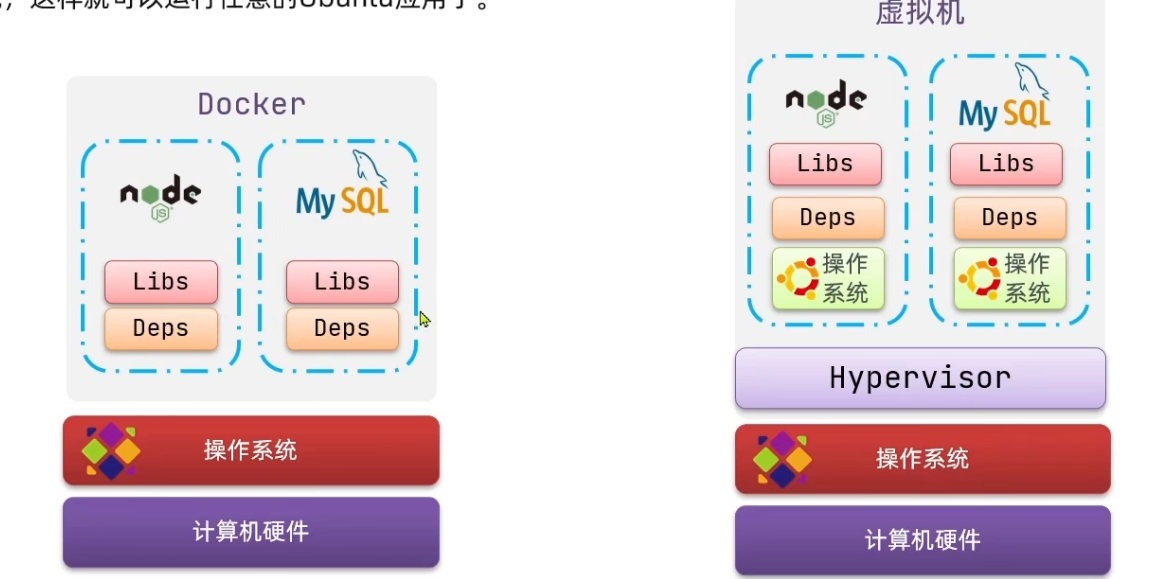 ，这样就可以运行任意的Ubuntu应用了。
虚拟机
Docker
node
JS
MySQL
Libs
Libs
Deps
Deps
操作系统
计算机硬件
node
JS
MySQL
Libs
Libs
Deps
Deps
操作
系统
操作
系统
Hypervisor
操作系统
计算机硬件